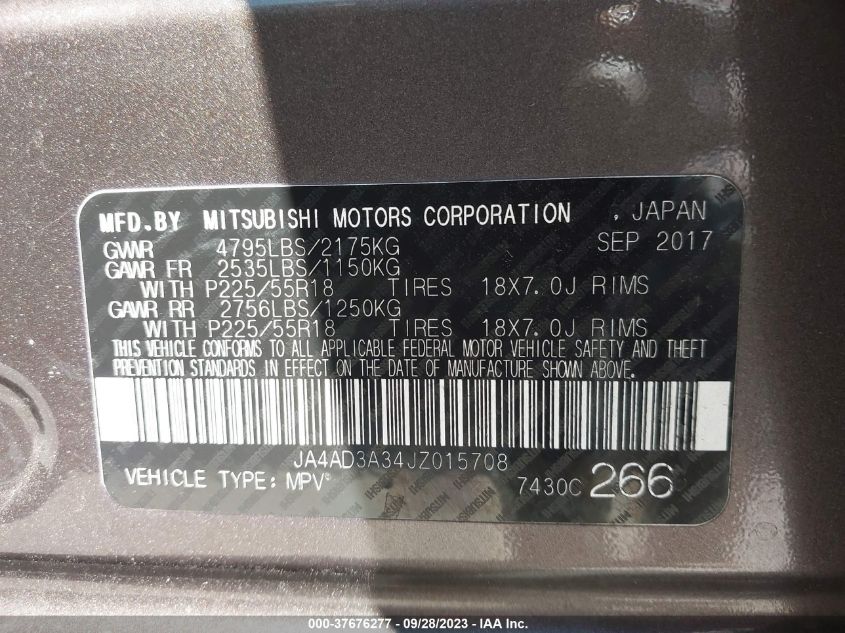 MFD.BY MITSUBISHI MOTORS CORPORATION , JAPAN
GVWR 4795LBS/2175KG SEP 2017
GAWR FR 2535LBS/1150KG
WITH P225/55R18 TIRES 18X7.0J RIMS
GAWR RR 2756LBS/1250KG
WITH P225/55R18 TIRES 18X7.0J RIMS
THIS VEHICLE CONFORMS TO ALL APPLICABLE FEDERAL MOTOR VEHICLE SAFETY AND THEFT
PREVENTION STANDARDS IN EFFECT ON THE DATE OF MANUFACTURE SHOWN ABOVE.
JA4AD3A34JZ015708
VEHICLE TYPE: MPV 7430C 266
000-37676277 - 09/28/2023 - IAA Inc.